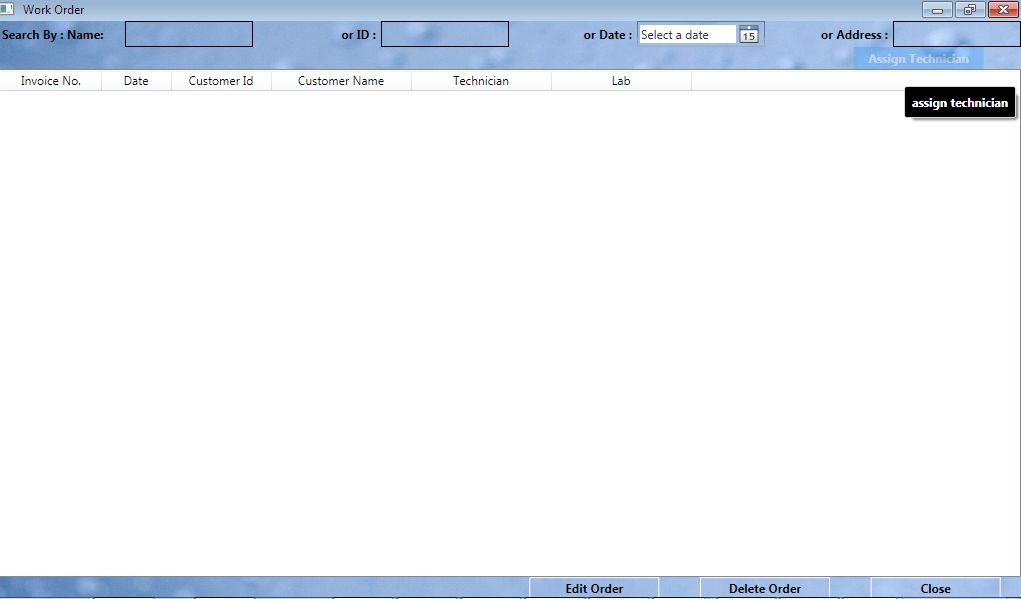 Work Order
Search By : Name: or ID : or Date : Select a date 15 or Address :
Assign Technician
Invoice No. Date Customer Id Customer Name Technician Lab
assign technician
Edit Order Delete Order Close